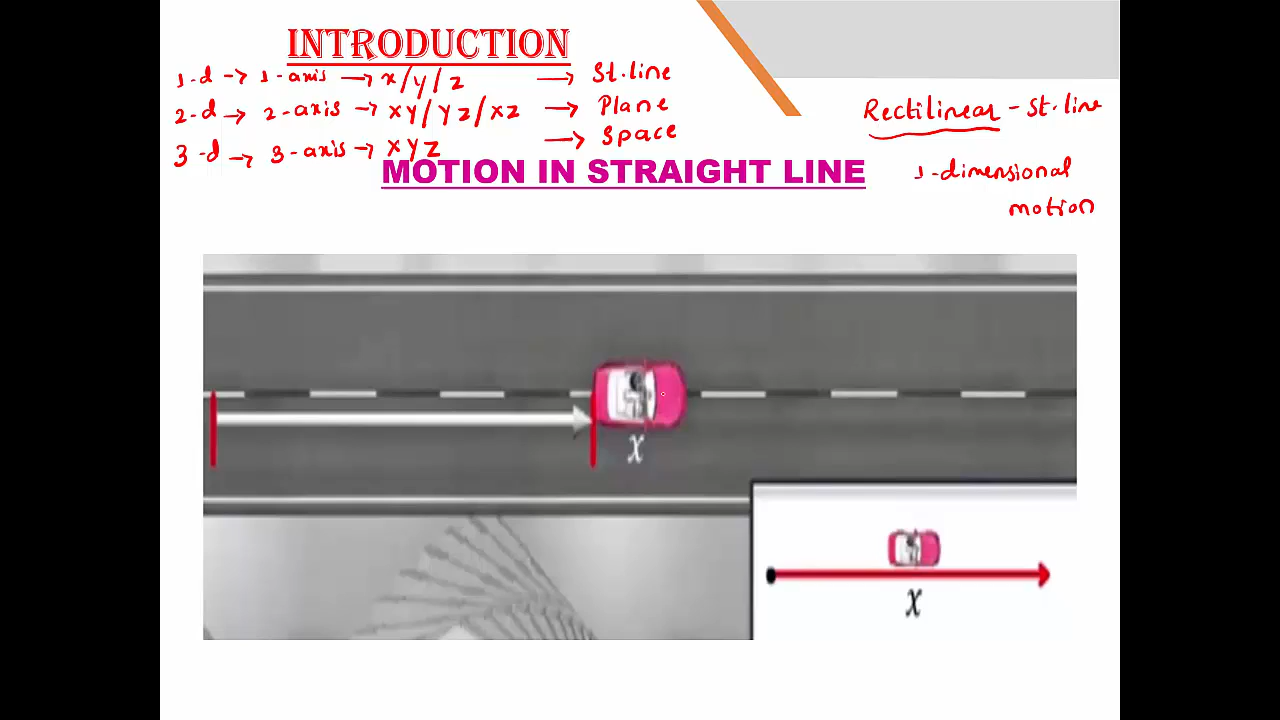 INTRODUCTION
1-d → 1-axis → x/y/z → St.line
2-d → 2-axis → xy/yz/xz → Plane
3-d → 3-axis → xyz → Space
Rectilinear - St.line
1-dimensional
motion
MOTION IN STRAIGHT LINE
x
x